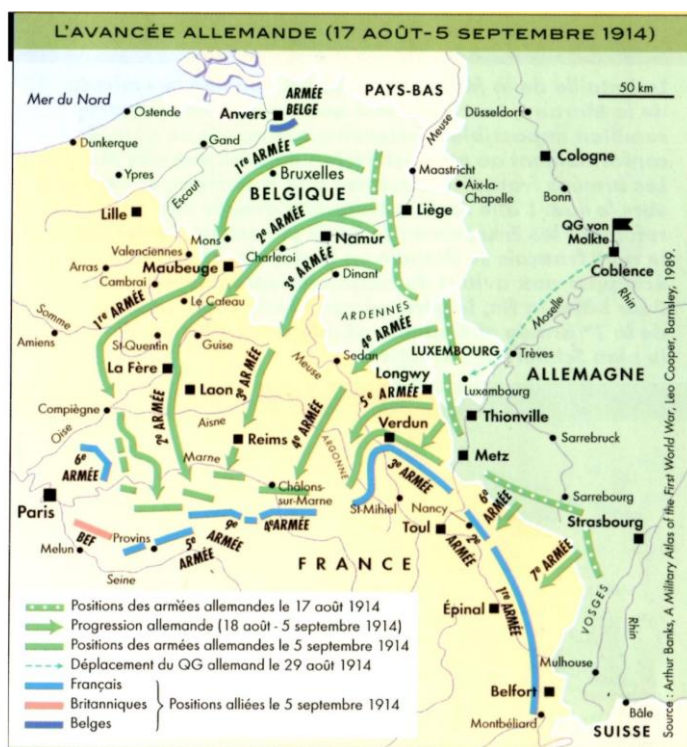 L'AVANCÉE ALLEMANDE (17 AOÛT-5 SEPTEMBRE 1914)
Mer du Nord
Ostende
Anvers
ARMÉE
BELGE
PAYS-BAS
50 km
Dunkerque
Gand
1re ARMÉE
Meuse
Düsseldorf
Cologne
Ypres
Escaut
Bruxelles
BELGIQUE
Maastricht
Aix-la-
Chapelle
Bonn
Lille
2e ARMÉE
Liège
QG von
Molkte
Valenciennes
Mons
Namur
Arras
Maubeuge
Charleroi
3e ARMÉE
Dinant
Coblence
Cambrai
Le Cateau
Rhin
1re ARMÉE
ARDENNES
Moselle
Somme
Amiens
St-Quentin
Guise
4e ARMÉE
Meuse
Sedan
LUXEMBOURG
Trèves
La Fère
Laon
Longwy
Luxembourg
ALLEMAGNE
5e ARMÉE
3e ARMÉE
Compiègne
Oise
2e ARMÉE
Aisne
4e ARMÉE
Verdun
Thionville
Reims
Sarrebruck
6e
ARMÉE
Marne
ARGONNE
3e ARMÉE
Metz
Châlons-
sur-Marne
St-Mihiel
Nancy
6e ARMÉE
Sarrebourg
Paris
Provins
5e
ARMÉE
9e
ARMÉE
4e ARMÉE
Toul
2e
ARMÉE
Strasbourg
BEF
Melun
Seine
FRANCE
7e ARMÉE
1re ARMÉE
VOSGES
Rhin
Épinal
Mulhouse
Belfort
Montbéliard
Bâle
SUISSE
Positions des armées allemandes le 17 août 1914
Progression allemande (18 août - 5 septembre 1914)
Positions des armées allemandes le 5 septembre 1914
Déplacement du QG allemand le 29 août 1914
Français
Britanniques
Belges
Positions alliées le 5 septembre 1914
Source : Arthur Banks, A Military Atlas of the First World War, Leo Cooper, Barnsley, 1989.